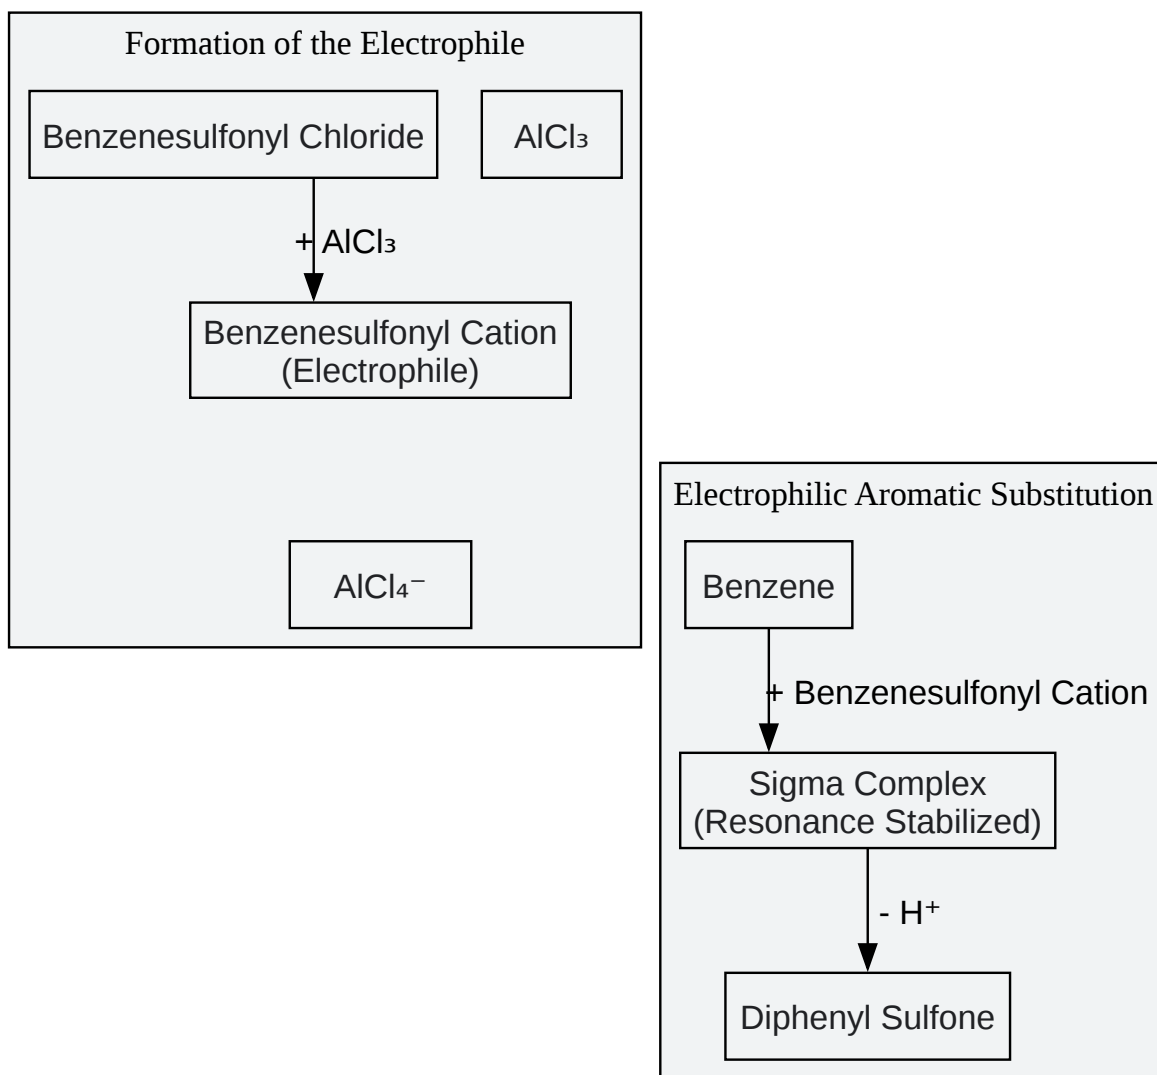 Formation of the Electrophile
Benzenesulfonyl Chloride
AlCl₃
+ AlCl₃
Benzenesulfonyl Cation
(Electrophile)
AlCl₄⁻
Electrophilic Aromatic Substitution
Benzene
+ Benzenesulfonyl Cation
Sigma Complex
(Resonance Stabilized)
- H⁺
Diphenyl Sulfone